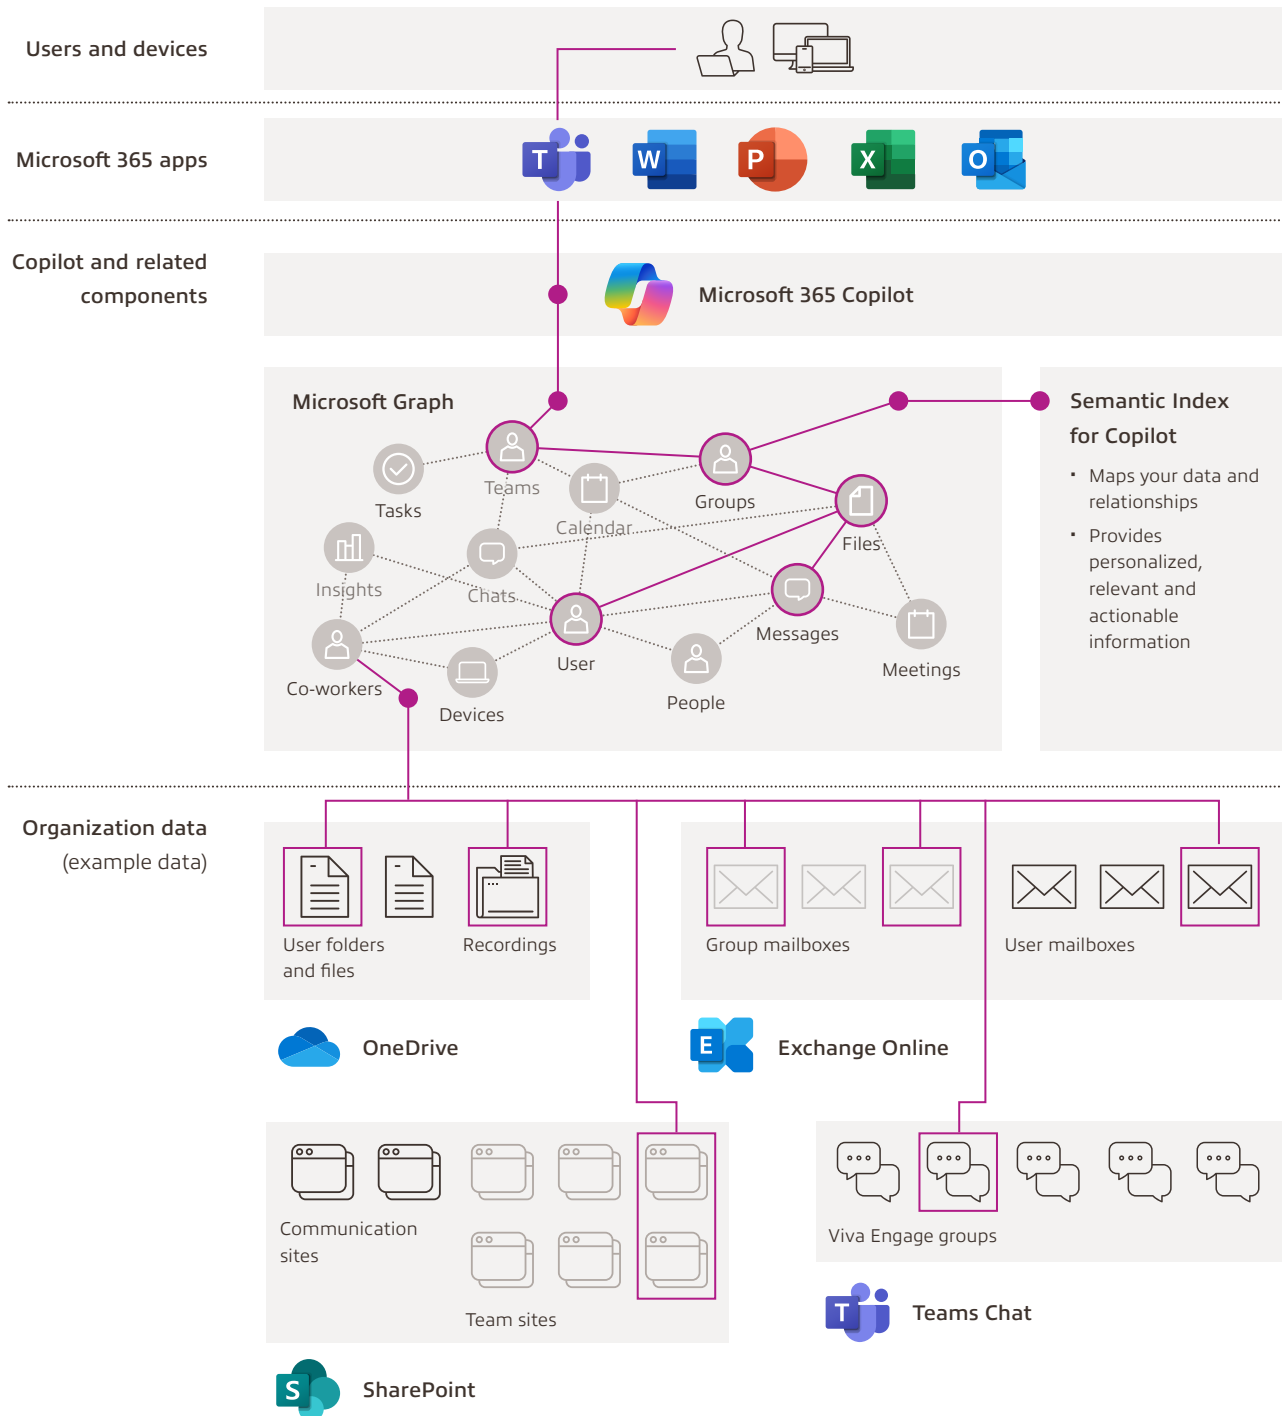 Users and devices
Microsoft 365 apps
T
W
P
X
O
Copilot and related
components
Microsoft 365 Copilot
Microsoft Graph
Tasks
Teams
Calendar
Groups
Files
Insights
Chats
Co-workers
Devices
User
People
Messages
Meetings
Semantic Index
for Copilot
▪ Maps your data and
relationships
▪ Provides
personalized,
relevant and
actionable
information
Organization data
(example data)
User folders
and files
Recordings
Group mailboxes
User mailboxes
OneDrive
E
Exchange Online
Communication
sites
Team sites
Viva Engage groups
T
Teams Chat
S
SharePoint